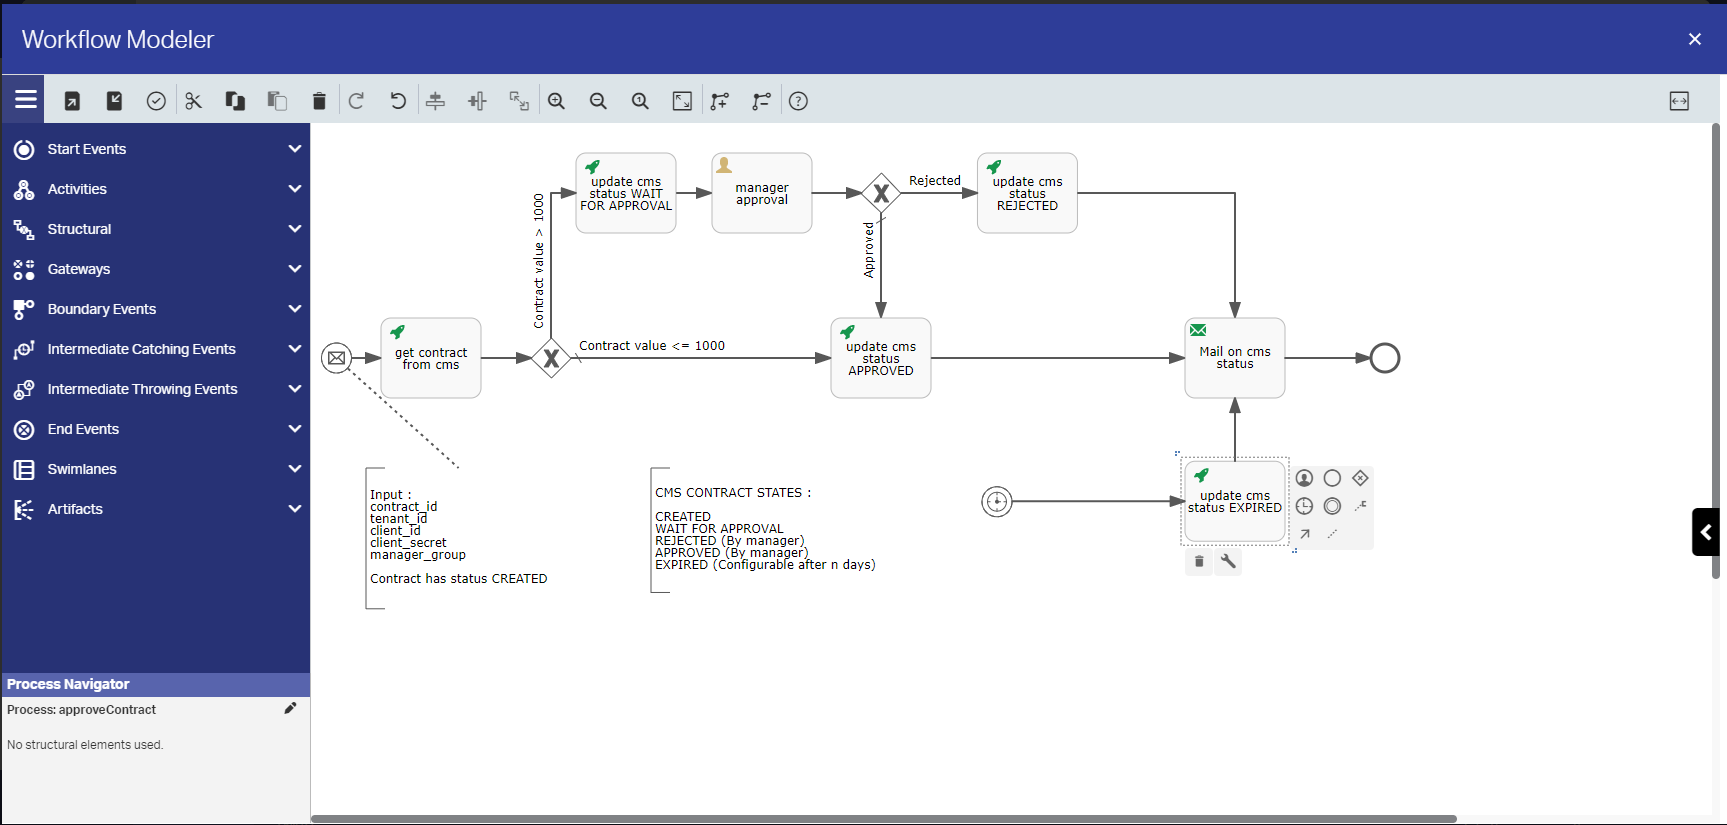 Workflow Modeler
Start Events
Activities
Structural
Gateways
Boundary Events
Intermediate Catching Events
Intermediate Throwing Events
End Events
Swimlanes
Artifacts
Process Navigator
Process: approveContract
No structural elements used.
update cms
status WAIT
FOR APPROVAL
manager
approval
X
Rejected
update cms
status
REJECTED
Contract value > 1000
Approved
get contract
from cms
X
Contract value <= 1000
update cms
status
APPROVED
Mail on cms
status
Input :
contract_id
tenant_id
client_id
client_secret
manager_group
Contract has status CREATED
CMS CONTRACT STATES :
CREATED
WAIT FOR APPROVAL
REJECTED (By manager)
APPROVED (By manager)
EXPIRED (Configurable after n days)
update cms
status EXPIRED